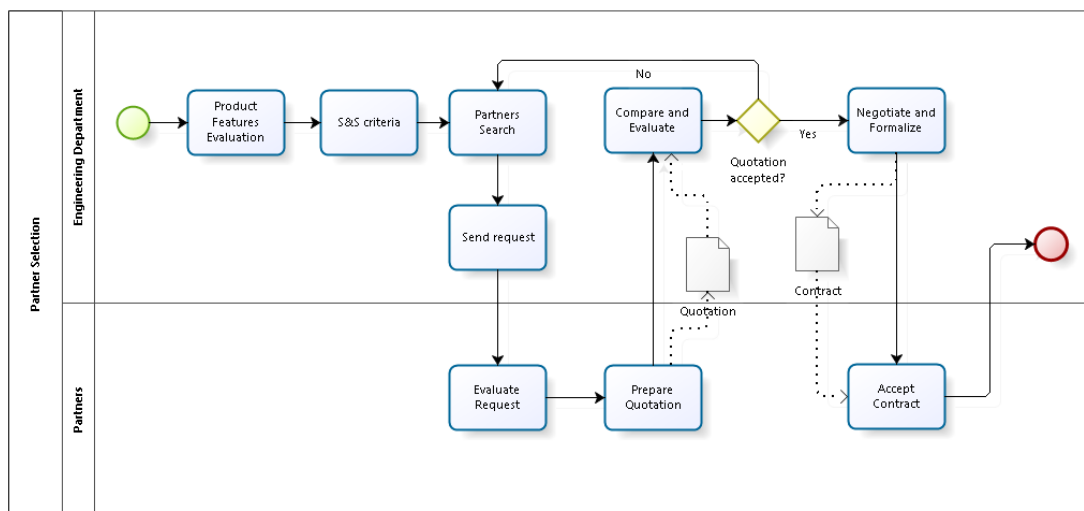 Partner Selection
Engineering Department
Product
Features
Evaluation
S&S criteria
Partners
Search
No
Compare and
Evaluate
Quotation
accepted?
Yes
Negotiate and
Formalize
Send request
Quotation
Contract
Partners
Evaluate
Request
Prepare
Quotation
Accept
Contract